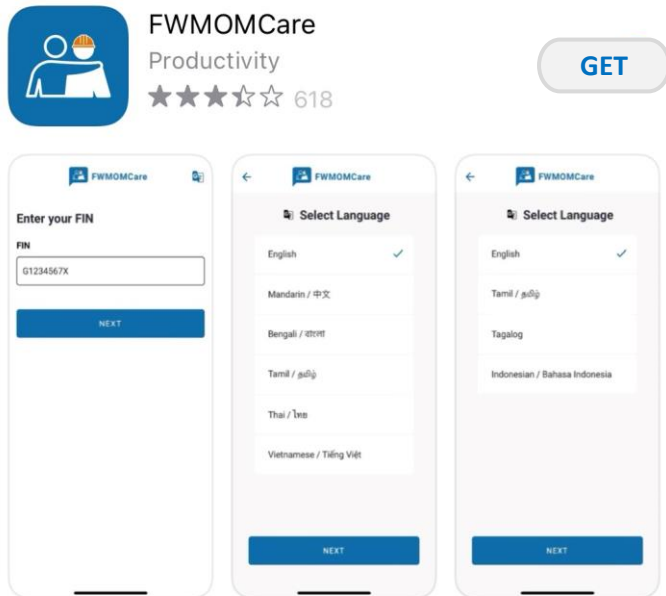 FWMOMCare
Productivity
618
GET
FWMOMCare
Enter your FIN
FIN
G1234567X
NEXT
FWMOMCare
Select Language
English
Mandarin / 中文
Bengali / বাংলা
Tamil / தமிழ்
Thai / ไทย
Vietnamese / Tiếng Việt
NEXT
FWMOMCare
Select Language
English
Tamil / தமிழ்
Tagalog
Indonesian / Bahasa Indonesia
NEXT